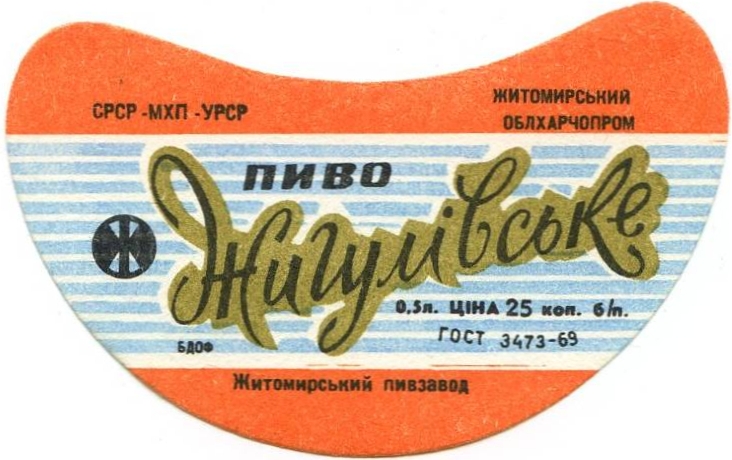 СРСР -МХП -УРСР
ЖИТОМИРСЬКИЙ
ОБЛХАРЧОПРОМ
ПИВО
Жигулівське
Ж
0,5л. ЦІНА 25 коп. б/п.
ГОСТ 3473-69
БДОФ
Житомирський пивзавод